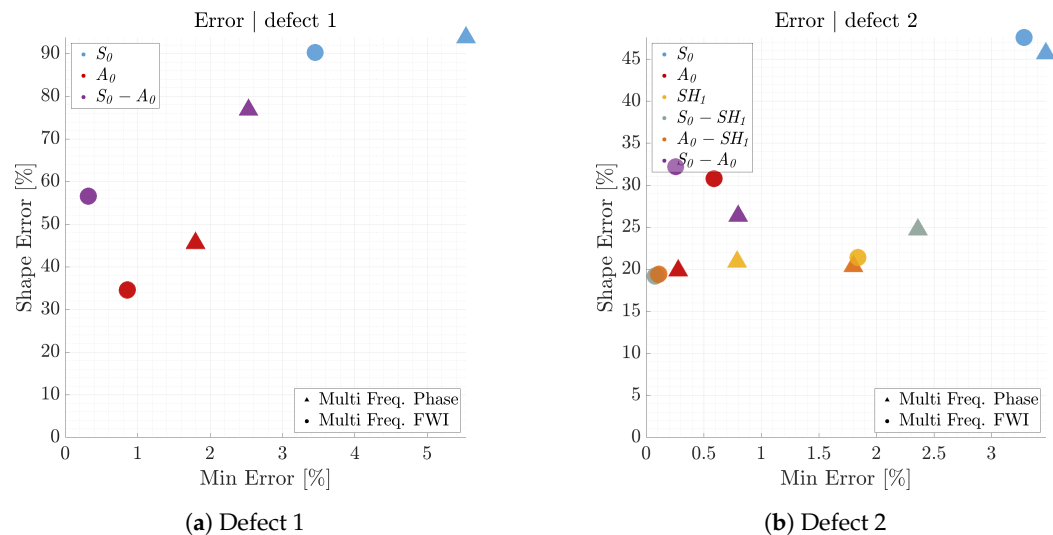 Error | defect 1
S₀
A₀
S₀ − A₀
Shape Error [%]
90
80
70
60
50
40
30
20
10
0
0 1 2 3 4 5
Min Error [%]
Multi Freq. Phase
Multi Freq. FWI
(a) Defect 1
Error | defect 2
S₀
A₀
SH₁
S₀ − SH₁
A₀ − SH₁
S₀ − A₀
Shape Error [%]
45
40
35
30
25
20
15
10
5
0
0 0.5 1 1.5 2 2.5 3
Min Error [%]
Multi Freq. Phase
Multi Freq. FWI
(b) Defect 2